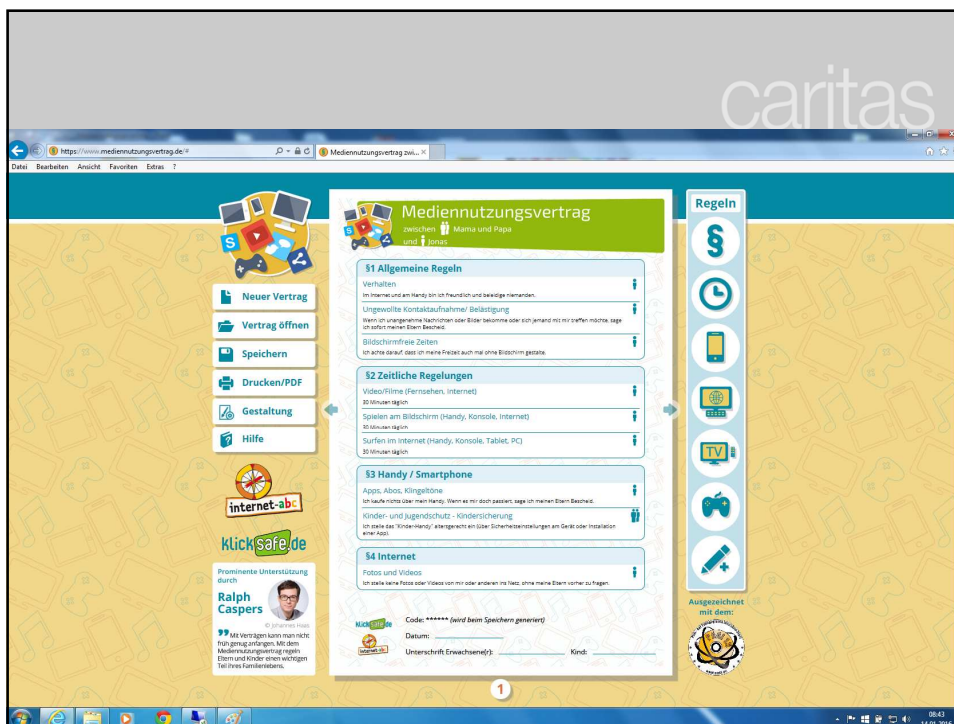 caritas
https://www.mediennutzungsvertrag.de/#
Mediennutzungsvertrag zwi...
Datei Bearbeiten Ansicht Favoriten Extras ?
Neuer Vertrag
Vertrag öffnen
Speichern
Drucken/PDF
Gestaltung
Hilfe
internet-abc
klicksafe.de
Prominente Unterstützung
durch
Ralph
Caspers
© Johannes Haas
Mit Verträgen kann man nicht
früh genug anfangen. Mit dem
Mediennutzungsvertrag regeln
Eltern und Kinder einen wichtigen
Teil ihres Familienlebens.
Mediennutzungsvertrag
zwischen Mama und Papa
und Jonas
§1 Allgemeine Regeln
Verhalten
Im Internet und am Handy bin ich freundlich und beleidige niemanden.
Ungewollte Kontaktaufnahme/ Belästigung
Wenn ich unangenehme Nachrichten oder Bilder bekomme oder sich jemand mit mir treffen möchte, sage
ich sofort meinen Eltern Bescheid.
Bildschirmfreie Zeiten
Ich achte darauf, dass ich meine Freizeit auch mal ohne Bildschirm gestalte.
§2 Zeitliche Regelungen
Video/Filme (Fernsehen, Internet)
30 Minuten täglich
Spielen am Bildschirm (Handy, Konsole, Internet)
30 Minuten täglich
Surfen im Internet (Handy, Konsole, Tablet, PC)
30 Minuten täglich
§3 Handy / Smartphone
Apps, Abos, Klingeltöne
Ich kaufe nichts über mein Handy. Wenn es mir doch passiert, sage ich meinen Eltern Bescheid.
Kinder- und Jugendschutz - Kindersicherung
Ich stelle das "Kinder-Handy" altersgerecht ein (über Sicherheitseinstellungen am Gerät oder Installation
einer App).
§4 Internet
Fotos und Videos
Ich stelle keine Fotos oder Videos von mir oder anderen ins Netz, ohne meine Eltern vorher zu fragen.
klicksafe.de
internet-abc
Code: ****** (wird beim Speichern generiert)
Datum:
Unterschrift Erwachsene(r): Kind:
1
Regeln
§
TV
Ausgezeichnet
mit dem:
08:43
14.01.2016